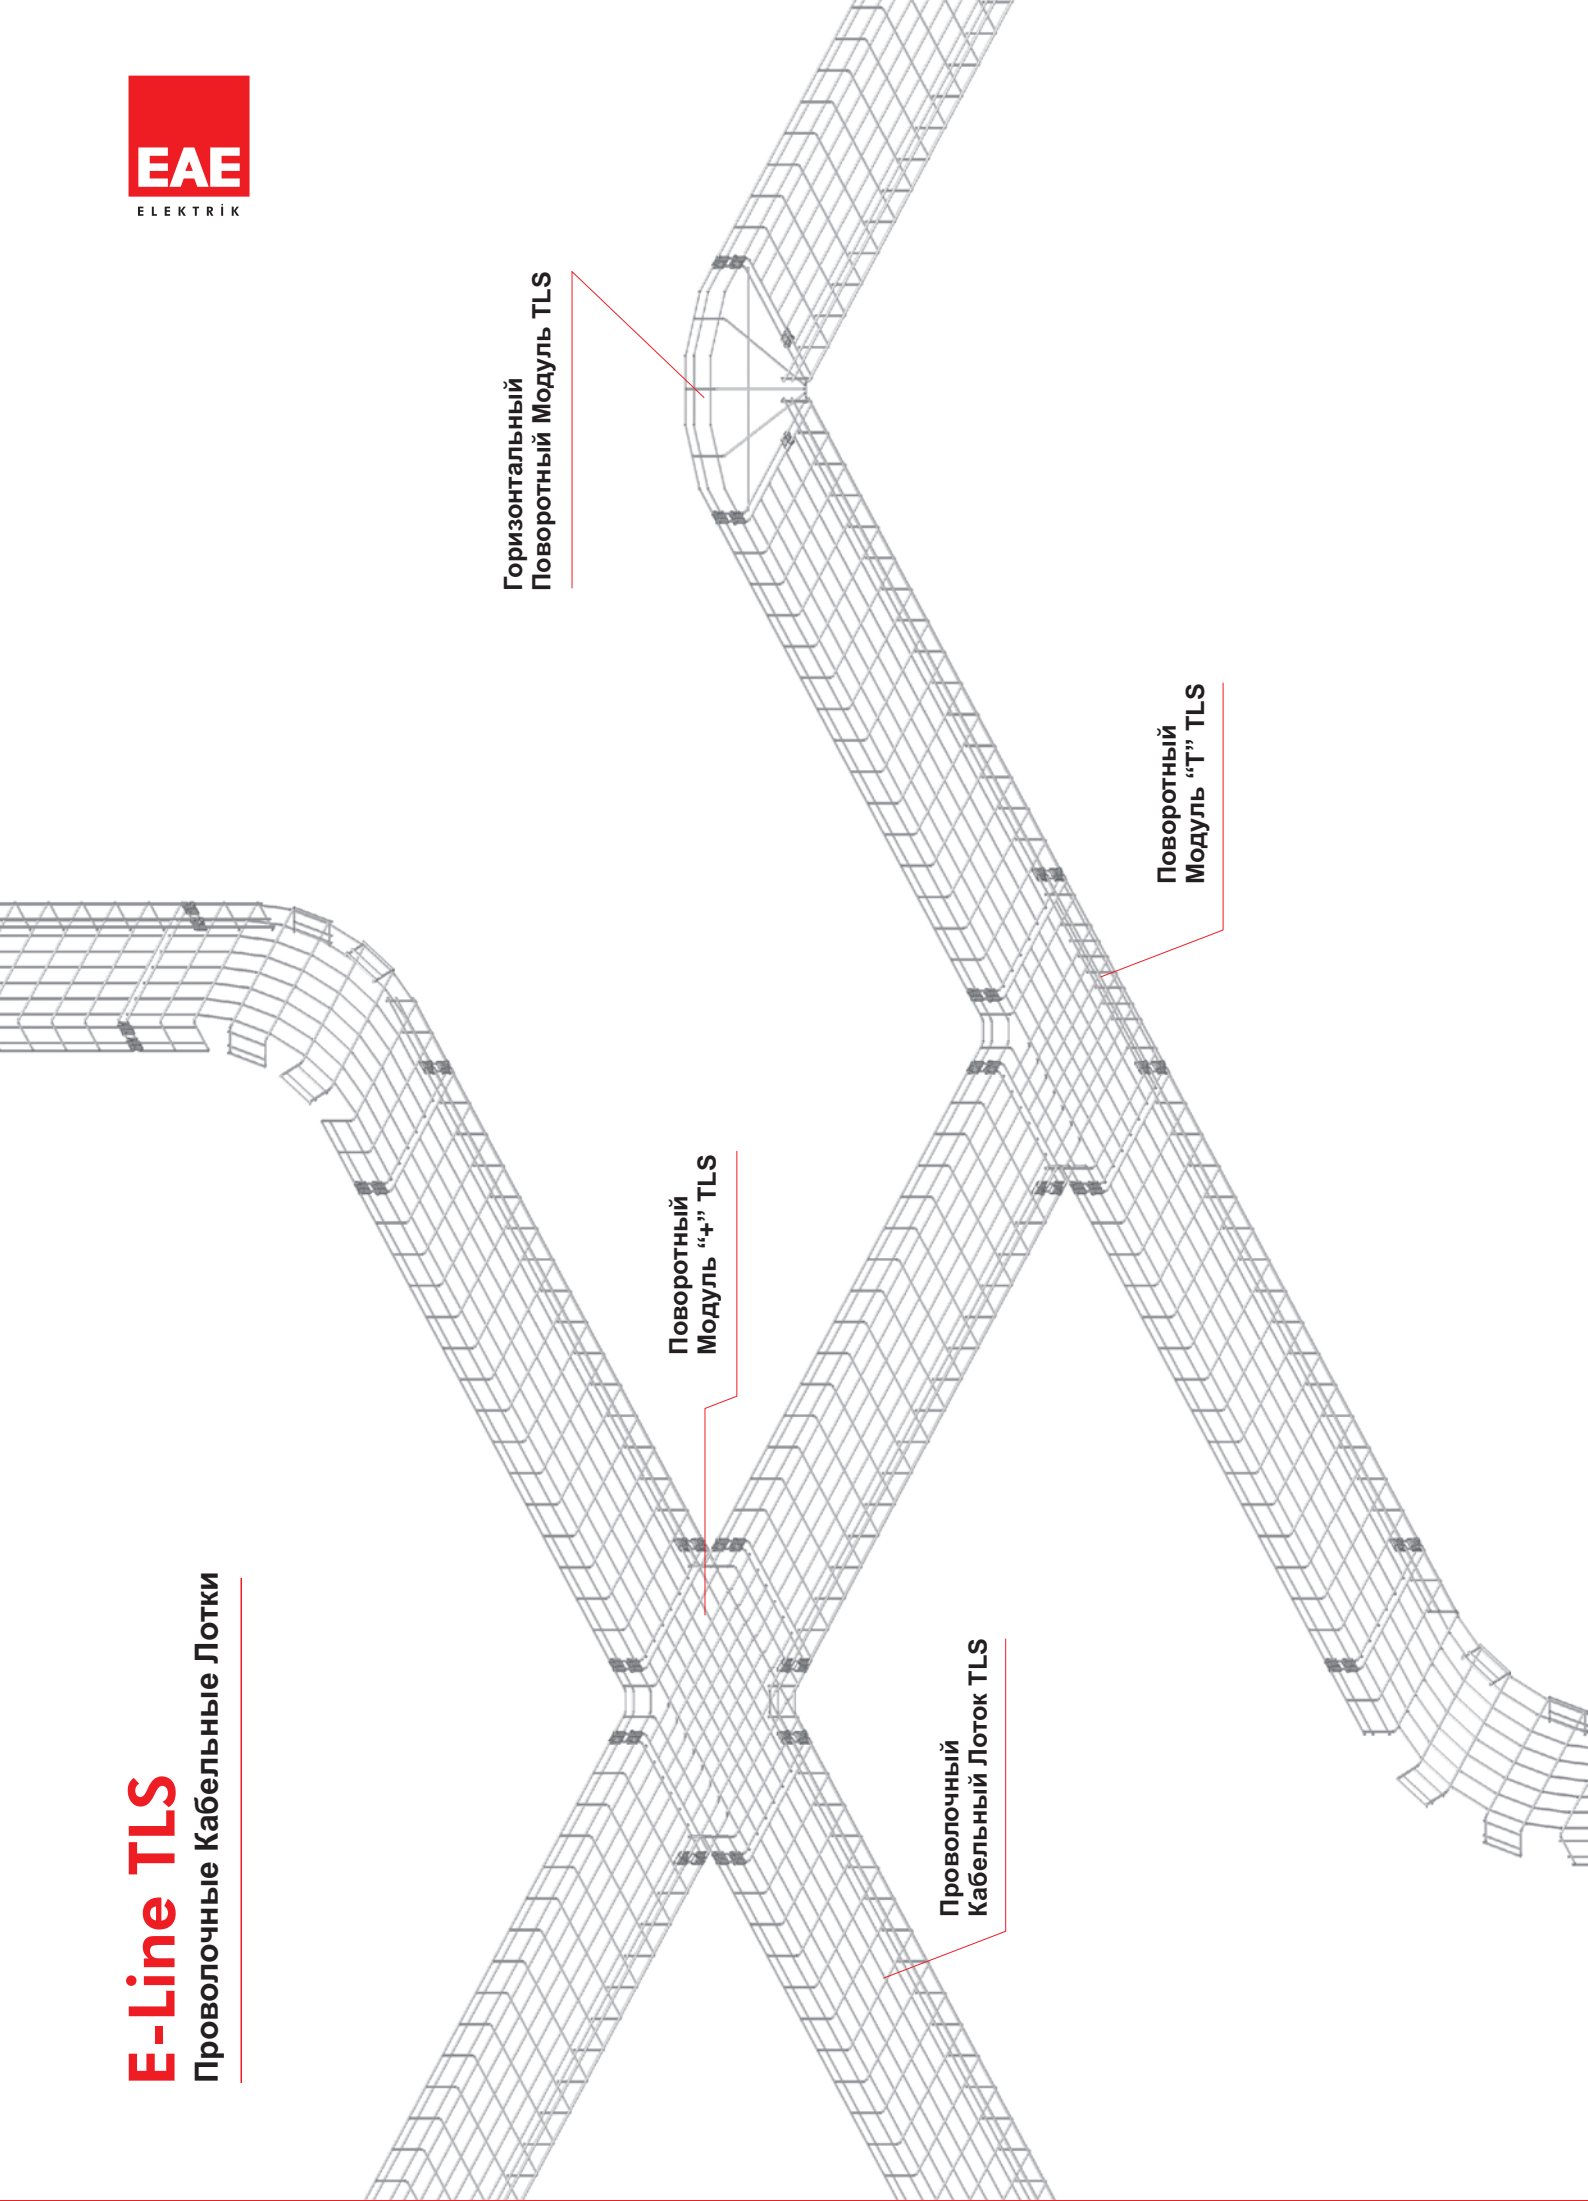 EAE
ELEKTRİK
E-Line TLS
Проволочные Кабельные Лотки
Горизонтальный
Поворотный Модуль TLS
Поворотный
Модуль “+” TLS
Проволочный
Кабельный Лоток TLS
Поворотный
Модуль “T” TLS